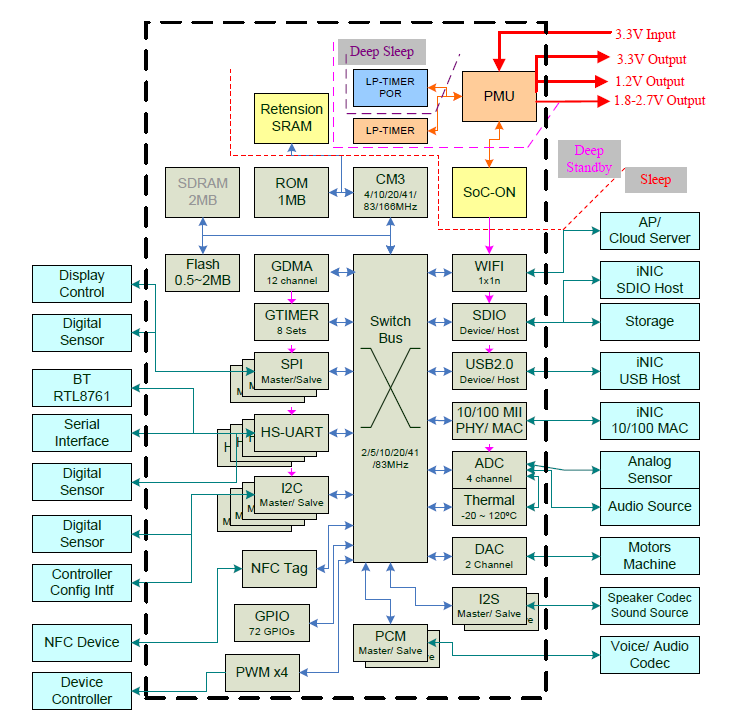 3.3V Input
Deep Sleep
3.3V Output
LP-TIMER
POR
PMU
1.2V Output
1.8-2.7V Output
Retension
SRAM
LP-TIMER
Deep
Standby
Sleep
SDRAM
2MB
ROM
1MB
CM3
4/10/20/41/
83/166MHz
SoC-ON
AP/
Cloud Server
Flash
0.5~2MB
GDMA
12 channel
WIFI
1x1n
Display
Control
iNIC
SDIO Host
GTIMER
8 Sets
Switch
Bus
SDIO
Device/ Host
Storage
Digital
Sensor
SPI
Master/Salve
M
M
USB2.0
Device/ Host
iNIC
USB Host
BT
RTL8761
Serial
Interface
HS-UART
M
M
H
10/100 MII
PHY/ MAC
iNIC
10/100 MAC
2/5/10/20/41
/83MHz
Digital
Sensor
I2C
Master/ Salve
M
M
M
ADC
4 channel
Analog
Sensor
Thermal
-20 ~ 120ºC
Audio Source
Digital
Sensor
DAC
2 Channel
Motors
Machine
Controller
Config Intf
NFC Tag
I2S
Master/ Salve
ve
Speaker Codec
Sound Source
GPIO
72 GPIOs
NFC Device
PCM
Master/ Salve
e
Voice/ Audio
Codec
PWM x4
Device
Controller